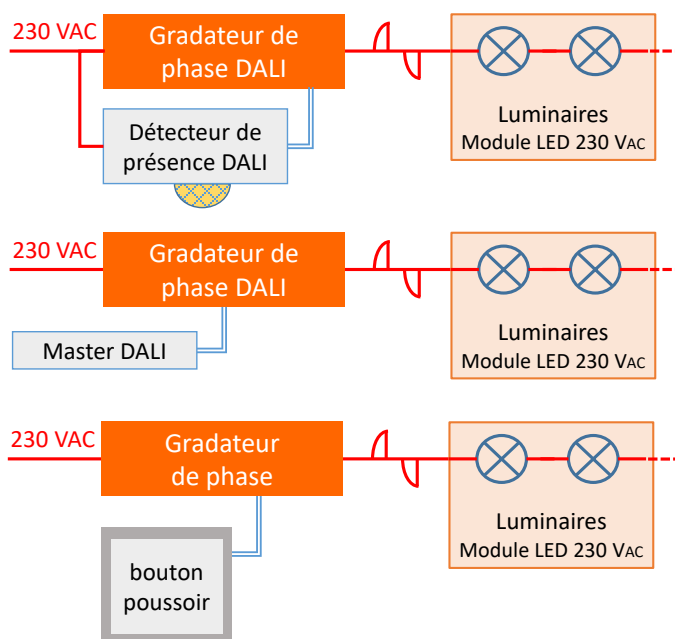 230 VAC
Gradateur de
phase DALI
Détecteur de
présence DALI
Luminaires
Module LED 230 VAC
230 VAC
Gradateur de
phase DALI
Master DALI
Luminaires
Module LED 230 VAC
230 VAC
Gradateur
de phase
bouton
poussoir
Luminaires
Module LED 230 VAC